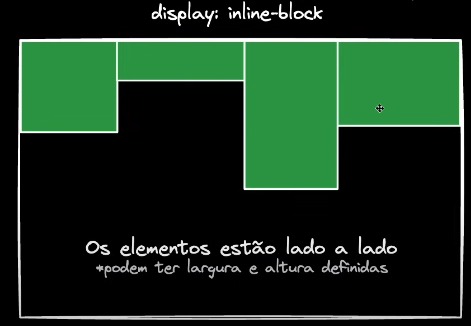 display: inline-block
Os elementos estão lado a lado
*podem ter largura e altura definidas